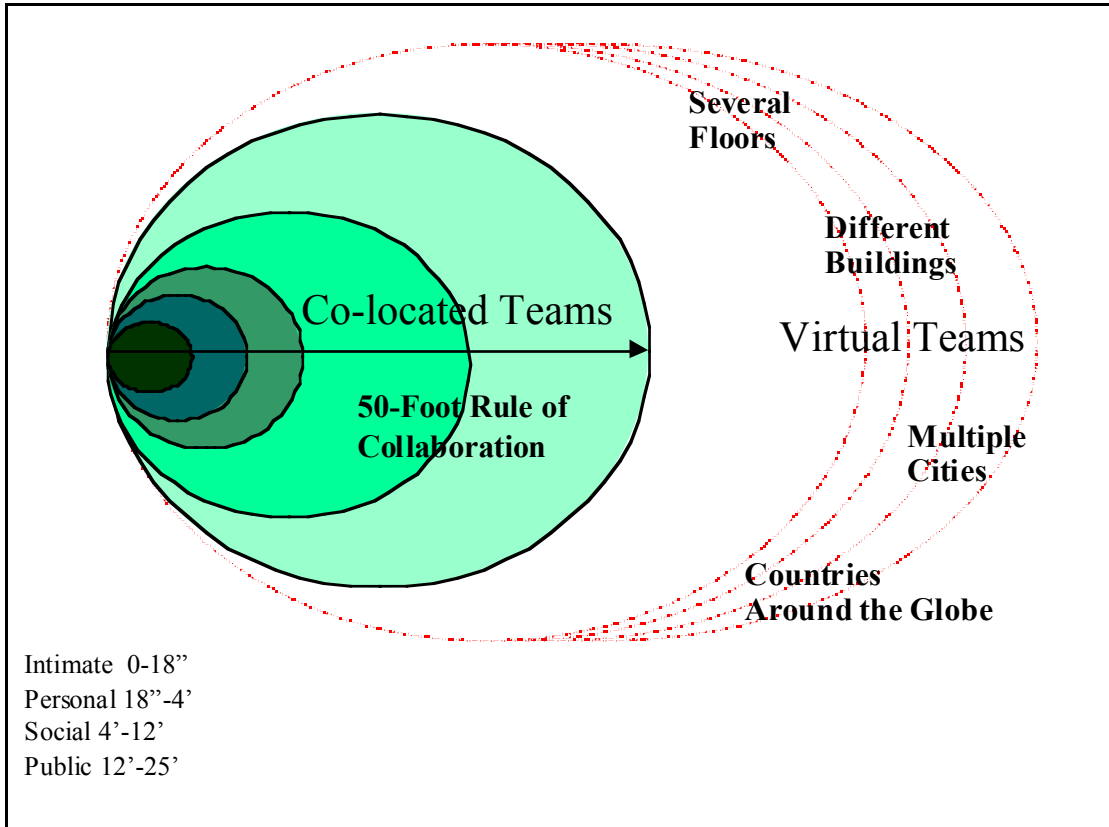 Several
Floors
Different
Buildings
Co-located Teams
Virtual Teams
50-Foot Rule of
Collaboration
Multiple
Cities
Countries
Around the Globe
Intimate  0-18”
Personal 18”-4’
Social 4’-12’
Public 12’-25’